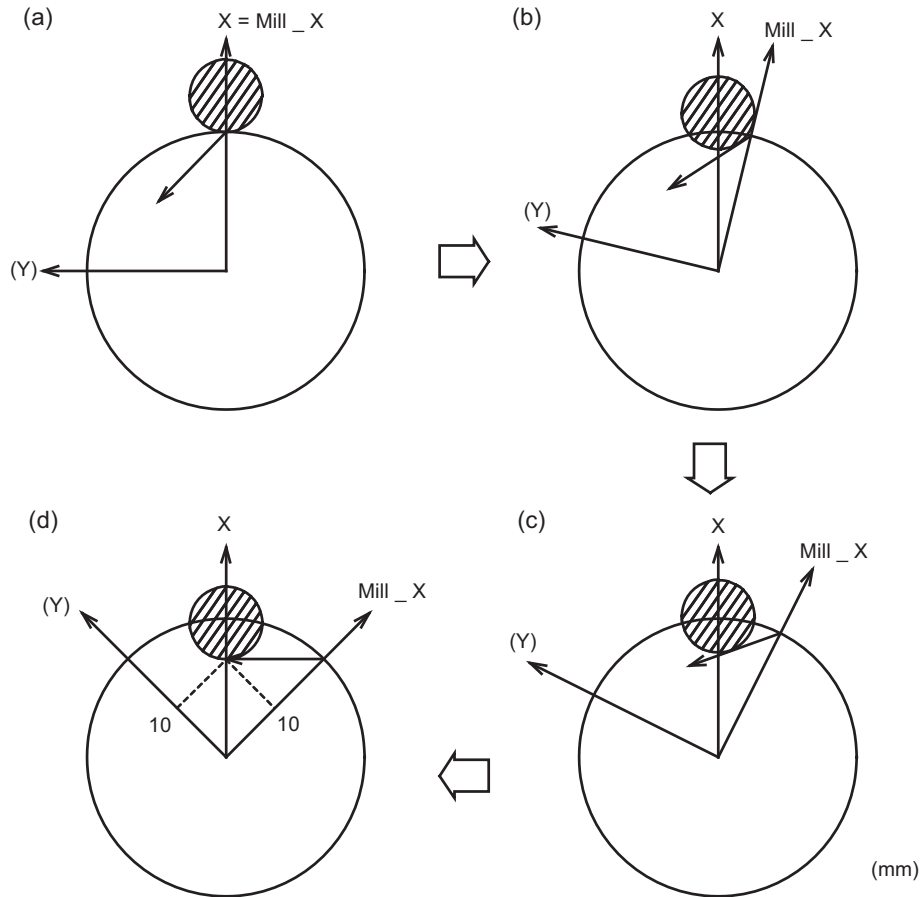 (a)
X = Mill _ X
(Y)
(b)
X
Mill _ X
(Y)
(d)
X
(Y)
Mill _ X
10
10
(c)
X
Mill _ X
(Y)
(mm)